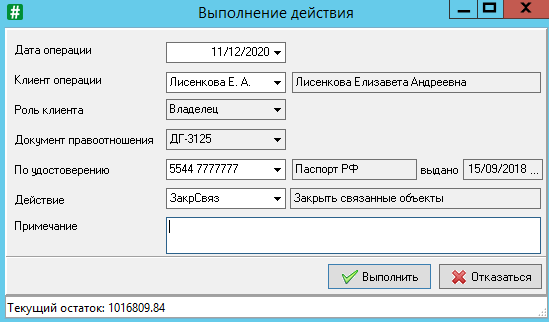 Выполнение действия
Дата операции 11/12/2020
Клиент операции Лисенкова Е. А. Лисенкова Елизавета Андреевна
Роль клиента Владелец
Документ правоотношения ДГ-3125
По удостоверению 5544 7777777 Паспорт РФ выдано 15/09/2018 ...
Действие ЗакрСвяз Закрыть связанные объекты
Примечание
Выполнить Отказаться
Текущий остаток: 1016809.84